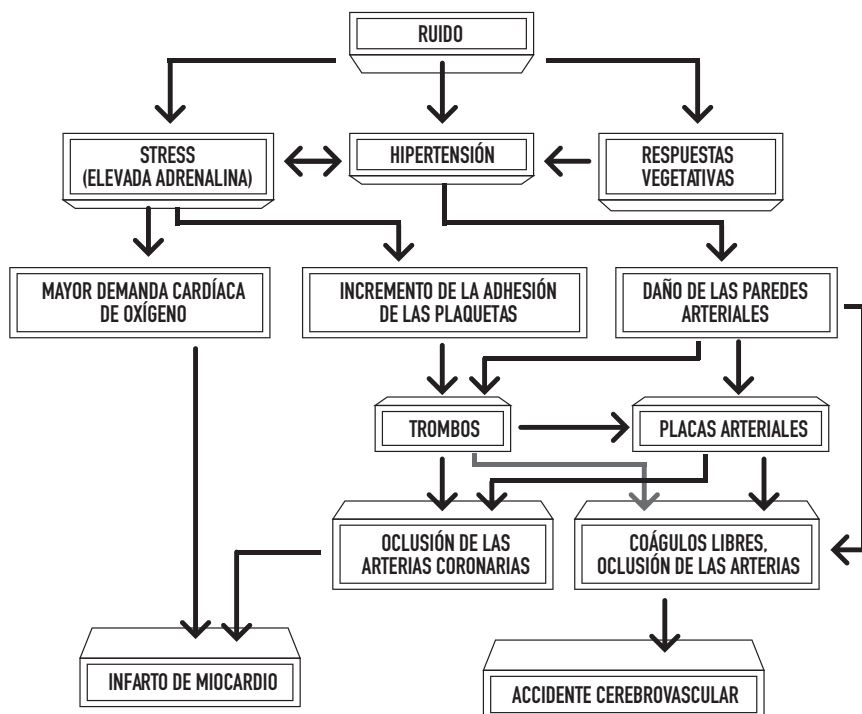 RUIDO
STRESS
(ELEVADA ADRENALINA)
HIPERTENSIÓN
RESPUESTAS
VEGETATIVAS
MAYOR DEMANDA CARDÍACA
DE OXÍGENO
INCREMENTO DE LA ADHESIÓN
DE LAS PLAQUETAS
DAÑO DE LAS PAREDES
ARTERIALES
TROMBOS
PLACAS ARTERIALES
OCLUSIÓN DE LAS
ARTERIAS CORONARIAS
COÁGULOS LIBRES,
OCLUSIÓN DE LAS ARTERIAS
INFARTO DE MIOCARDIO
ACCIDENTE CEREBROVASCULAR